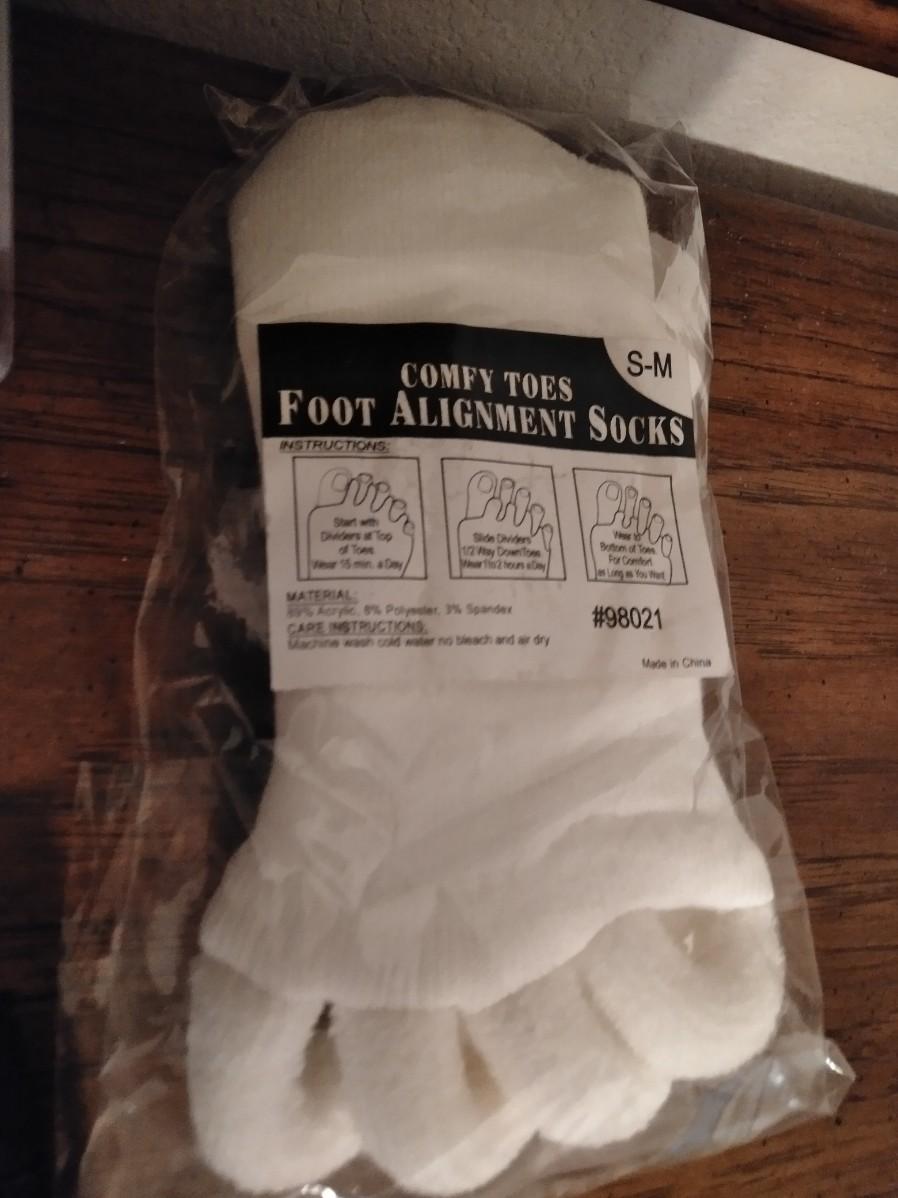 S-M
COMFY TOES
FOOT ALIGNMENT SOCKS
INSTRUCTIONS:
Start with
Dividers at Top
of Toes
Wear 15 min. a Day
Slide Dividers
1/2 Way Down Toes
Wear 1 to 2 hours a Day
Wear to
Bottom of Toes
For Comfort
as Long as You Want
MATERIAL:
89% Acrylic, 8% Polyester, 3% Spandex
CARE INSTRUCTIONS:
Machine wash cold water no bleach and air dry
#98021
Made in China